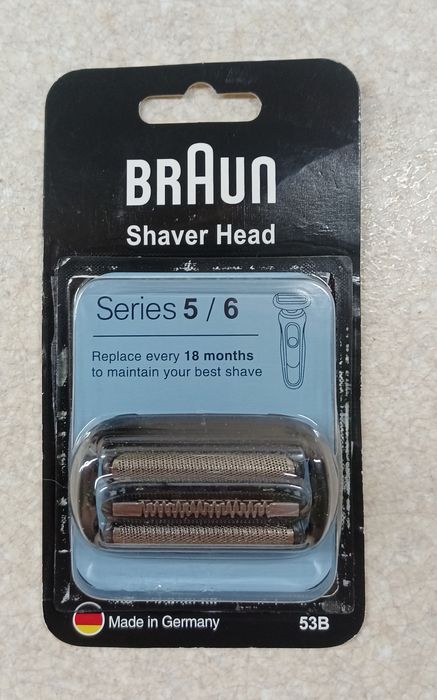 BRAUN
Shaver Head
Series 5 / 6
Replace every 18 months
to maintain your best shave
Made in Germany
53B